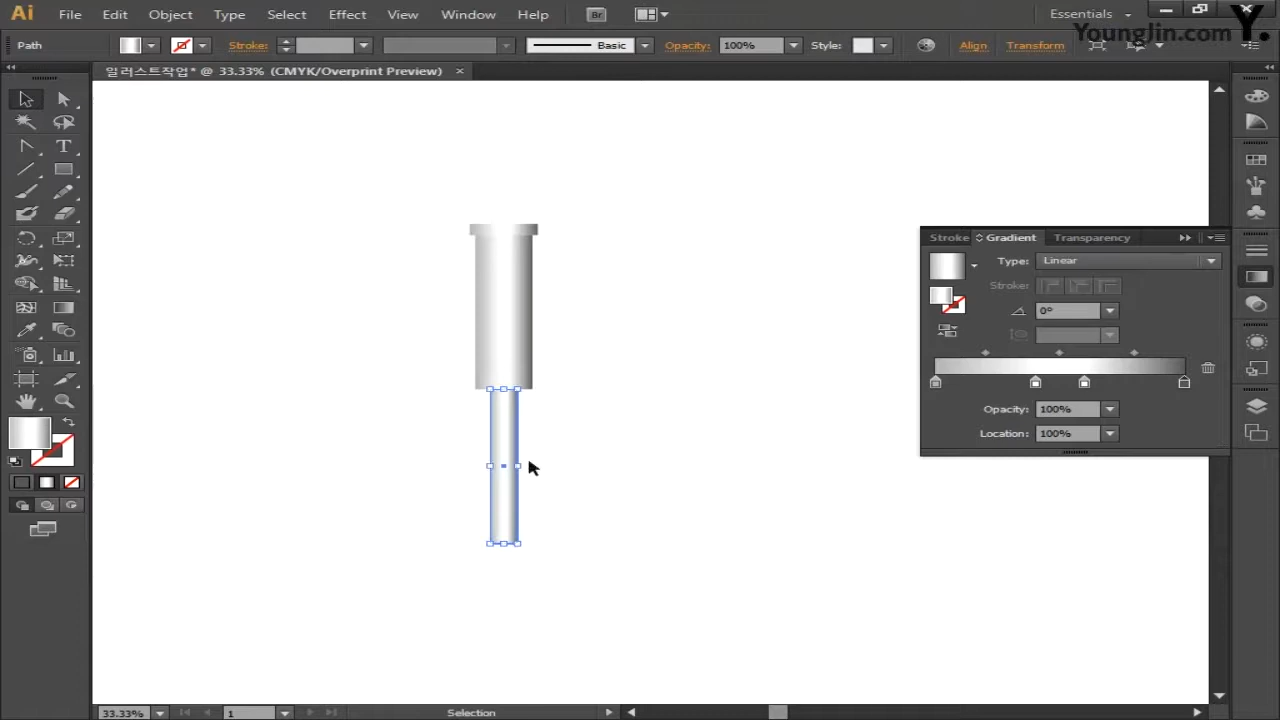 Ai File Edit Object Type Select Effect View Window Help Br Essentials
YoungJin.com Y.
Path Stroke: Basic Opacity: 100% Style: Align Transform
일러스트작업* @ 33.33% (CMYK/Overprint Preview) ×
Stroke Gradient Transparency
Type: Linear
Stroke:
0°
Opacity: 100%
Location: 100%
33.33% 1 Selection